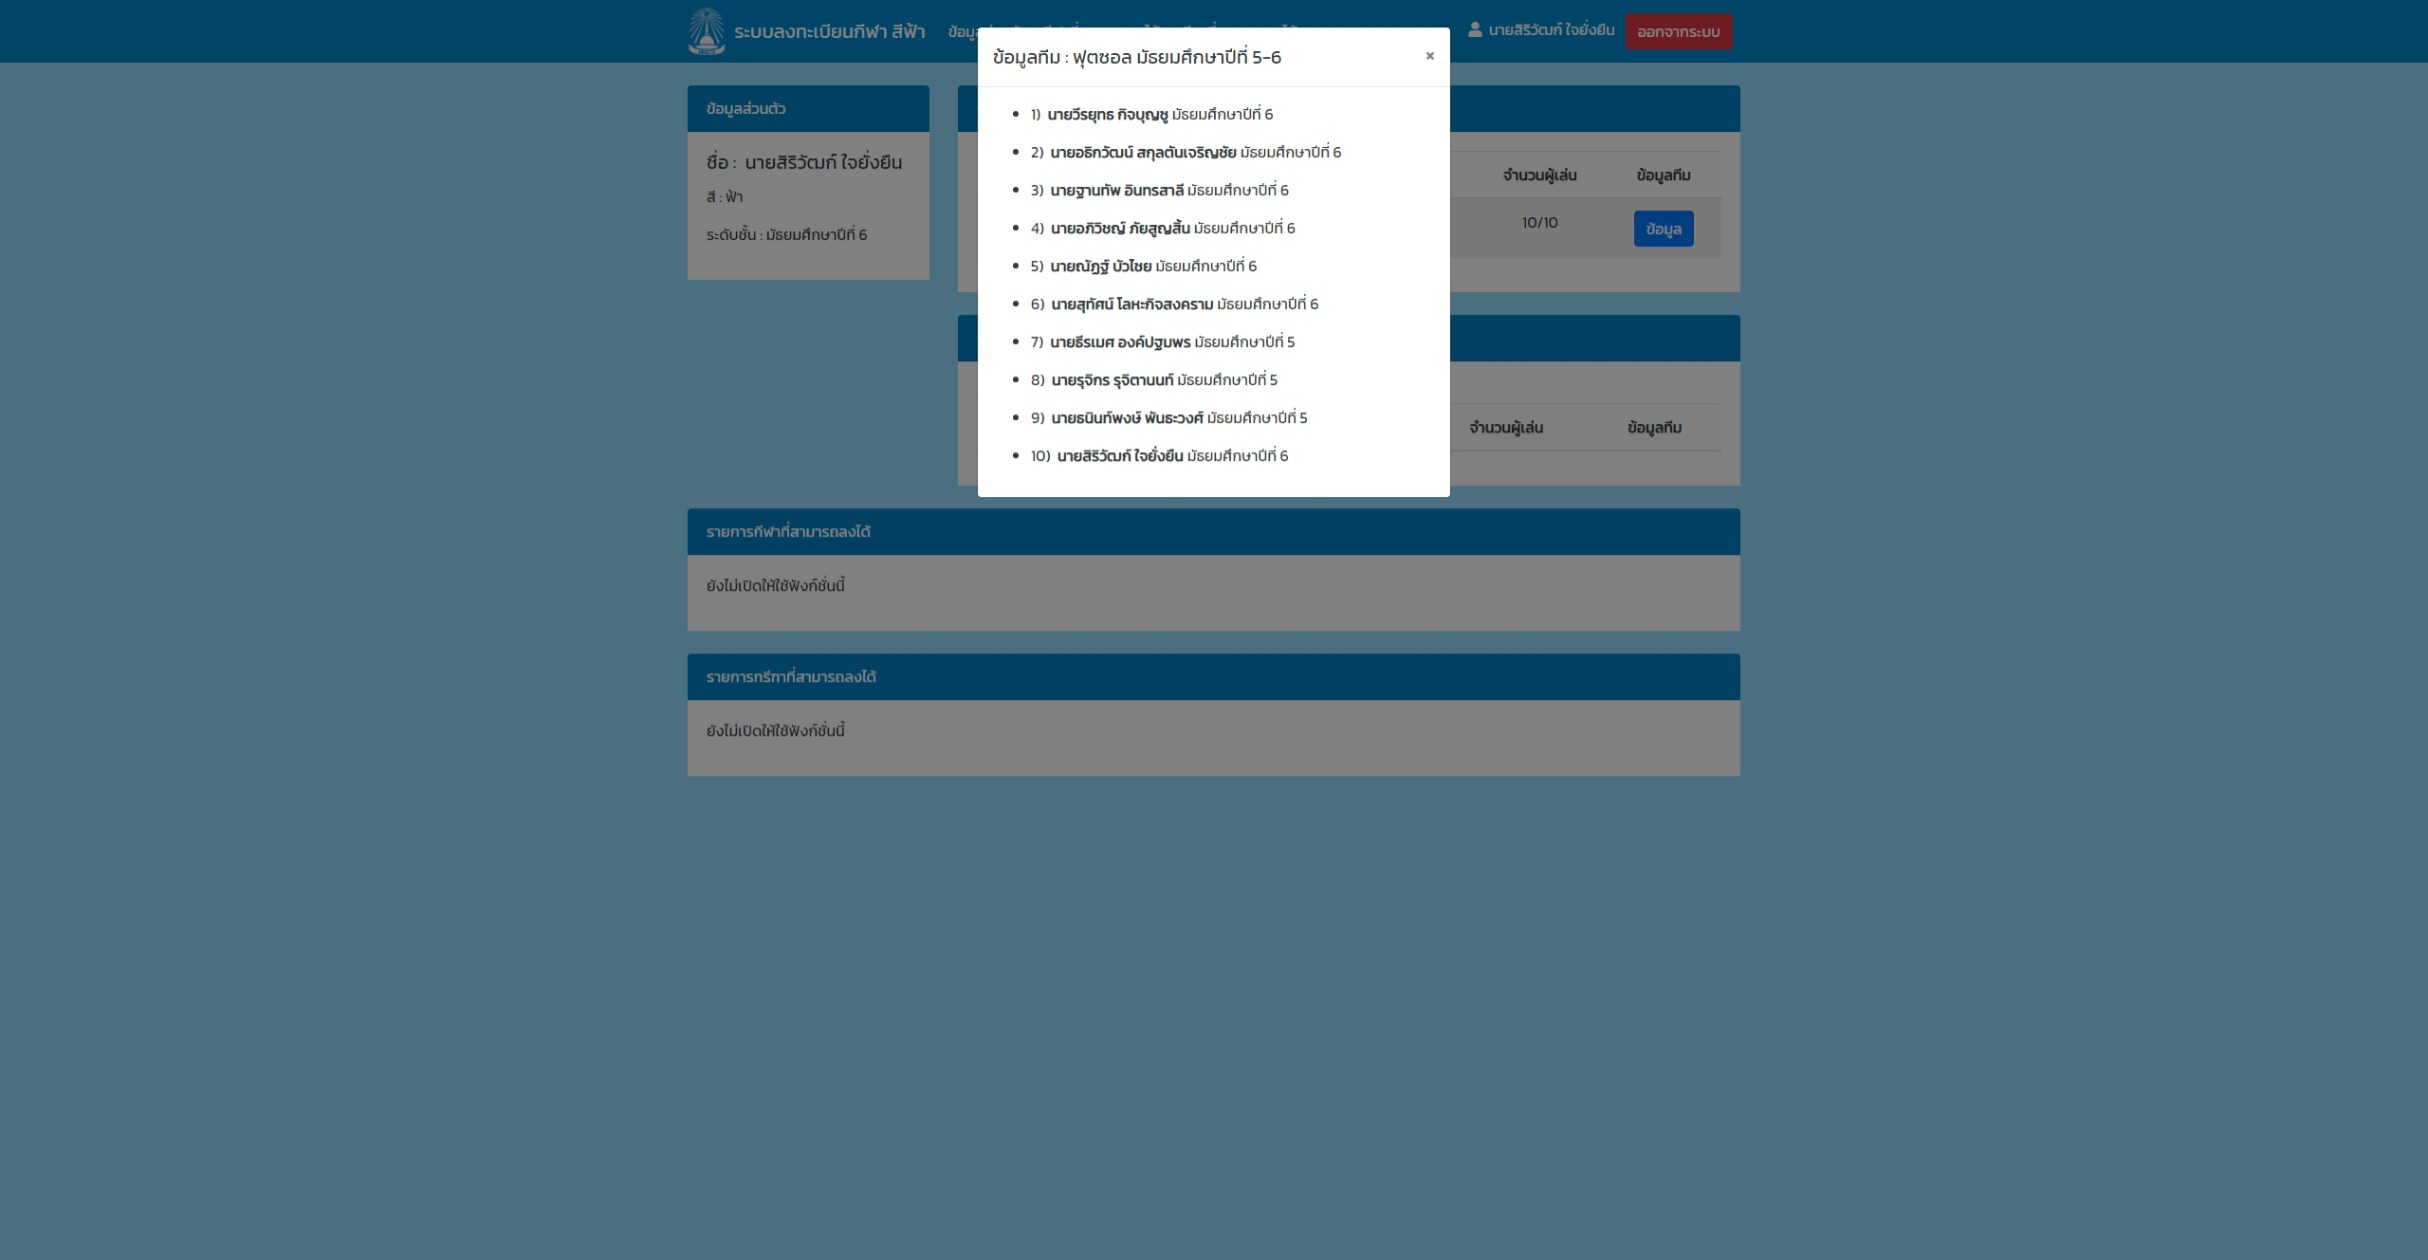 ระบบลงทะเบียนกีฬา สีฟ้า
นายสิริวัฒก์ ใจยั่งยืน
ออกจากระบบ
ข้อมูลทีม : ฟุตซอล มัธยมศึกษาปีที่ 5-6
×
1) นายวีรยุทธ กิจบุญชู มัธยมศึกษาปีที่ 6
2) นายอธิกวัฒน์ สกุลตันเจริญชัย มัธยมศึกษาปีที่ 6
3) นายฐานทัพ อินทรสาลี มัธยมศึกษาปีที่ 6
4) นายอภิวิชญ์ ภัยสูญสิ้น มัธยมศึกษาปีที่ 6
5) นายณัฏฐ์ บัวไชย มัธยมศึกษาปีที่ 6
6) นายสุทัศน์ โลหะกิจสงคราม มัธยมศึกษาปีที่ 6
7) นายธีรเมศ องค์ปฐมพร มัธยมศึกษาปีที่ 5
8) นายรุจิกร รุจิตานนท์ มัธยมศึกษาปีที่ 5
9) นายธนินท์พงษ์ พันธะวงศ์ มัธยมศึกษาปีที่ 5
10) นายสิริวัฒก์ ใจยั่งยืน มัธยมศึกษาปีที่ 6
ข้อมูลส่วนตัว
ชื่อ : นายสิริวัฒก์ ใจยั่งยืน
สี : ฟ้า
ระดับชั้น : มัธยมศึกษาปีที่ 6
จำนวนผู้เล่น ข้อมูลทีม
10/10 ข้อมูล
จำนวนผู้เล่น ข้อมูลทีม
รายการกีฬาที่สามารถลงได้
ยังไม่เปิดให้ใช้ฟังก์ชั่นนี้
รายการกรีฑาที่สามารถลงได้
ยังไม่เปิดให้ใช้ฟังก์ชั่นนี้